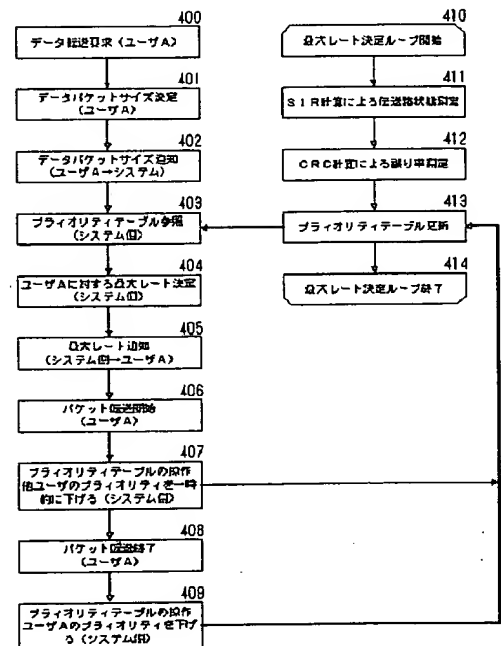 400
データ転送要求(ユーザA)
401
データパケットサイズ決定
(ユーザA)
402
データパケットサイズ通知
(ユーザA→システム)
403
プライオリティテーブル参照
(システム側)
404
ユーザAに対する最大レート決定
(システム側)
405
最大レート通知
(システム側→ユーザA)
406
パケット転送開始
(ユーザA)
407
プライオリティテーブルの操作
他ユーザのプライオリティを一時
的に下げる(システム側)
408
パケット転送終了
(ユーザA)
409
プライオリティテーブルの操作
ユーザAのプライオリティを下げ
る(システム側)
410
最大レート決定ループ開始
411
SIR計算による伝送路状態測定
412
CRC計算による誤り率測定
413
プライオリティテーブル更新
414
最大レート決定ループ終了